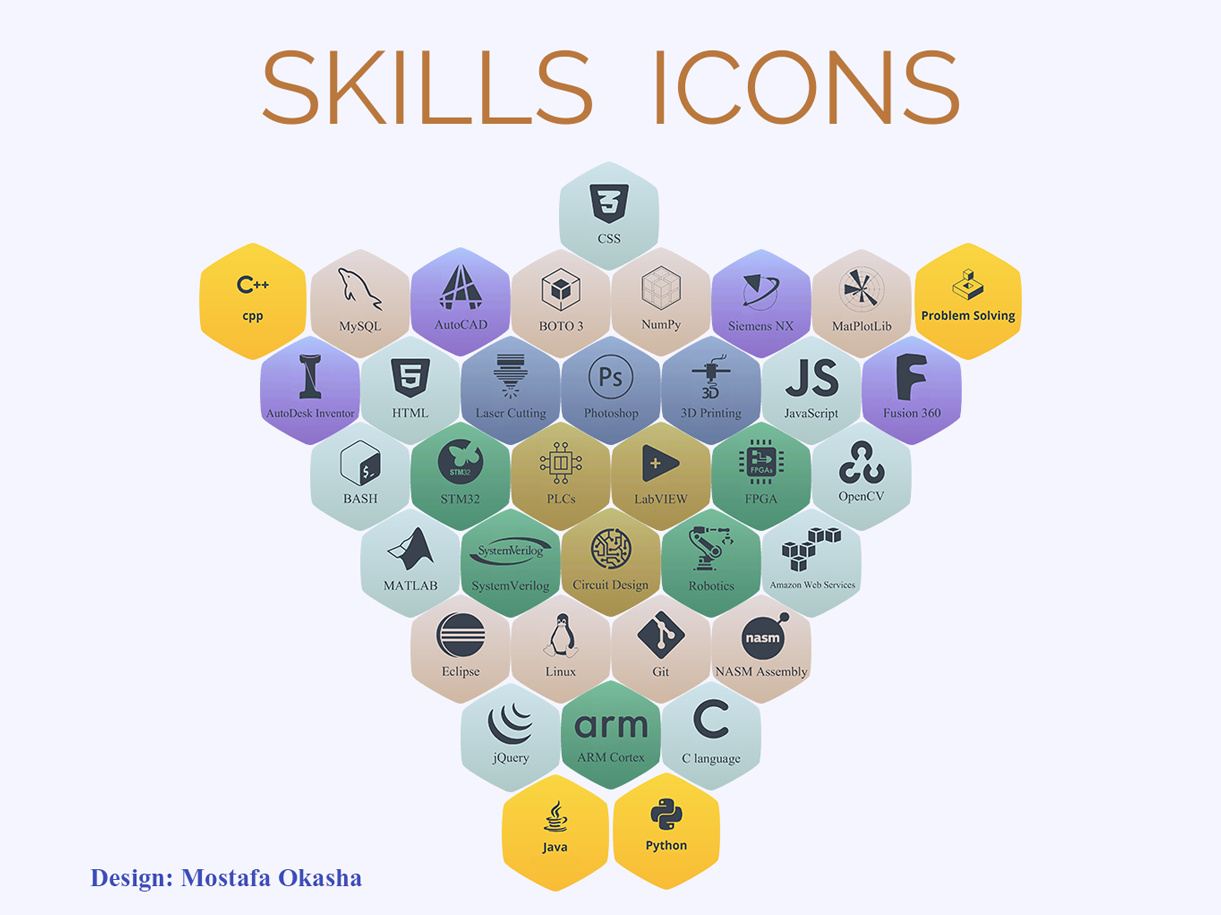 SKILLS ICONS
3
CSS
C++
cpp
MySQL
AutoCAD
BOTO 3
NumPy
Siemens NX
MatPlotLib
Problem Solving
I
AutoDesk Inventor
5
HTML
Laser Cutting
Ps
Photoshop
3D
3D Printing
JS
JavaScript
F
Fusion 360
$_
BASH
STM32
STM32
PLCs
+
LabVIEW
FPGAs
FPGA
OpenCV
MATLAB
SystemVerilog
SystemVerilog
Circuit Design
Robotics
Amazon Web Services
Eclipse
Linux
Git
nasm
NASM Assembly
jQuery
arm
ARM Cortex
C
C language
Java
Python
Design: Mostafa Okasha